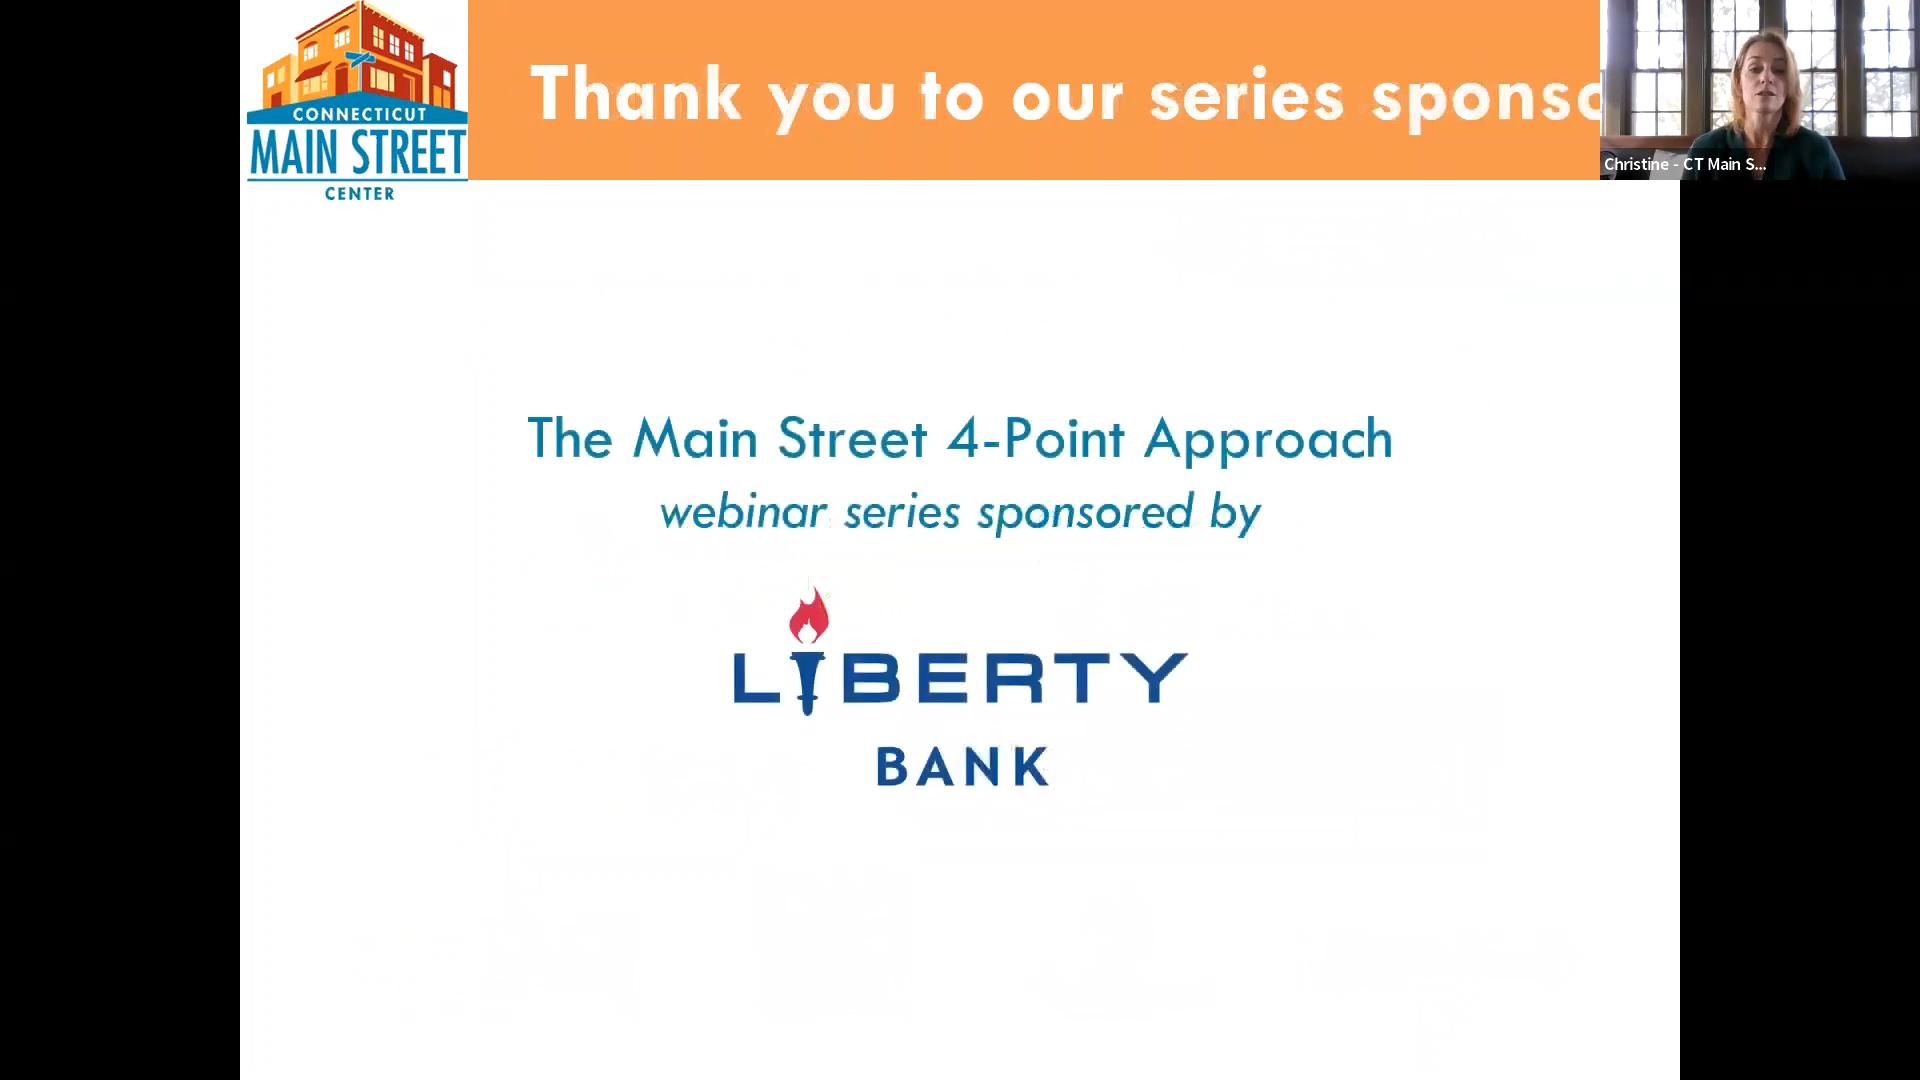 CONNECTICUT
MAIN STREET
CENTER
Thank you to our series sponso
Christine - CT Main S...
The Main Street 4-Point Approach
webinar series sponsored by
LIBERTY
BANK